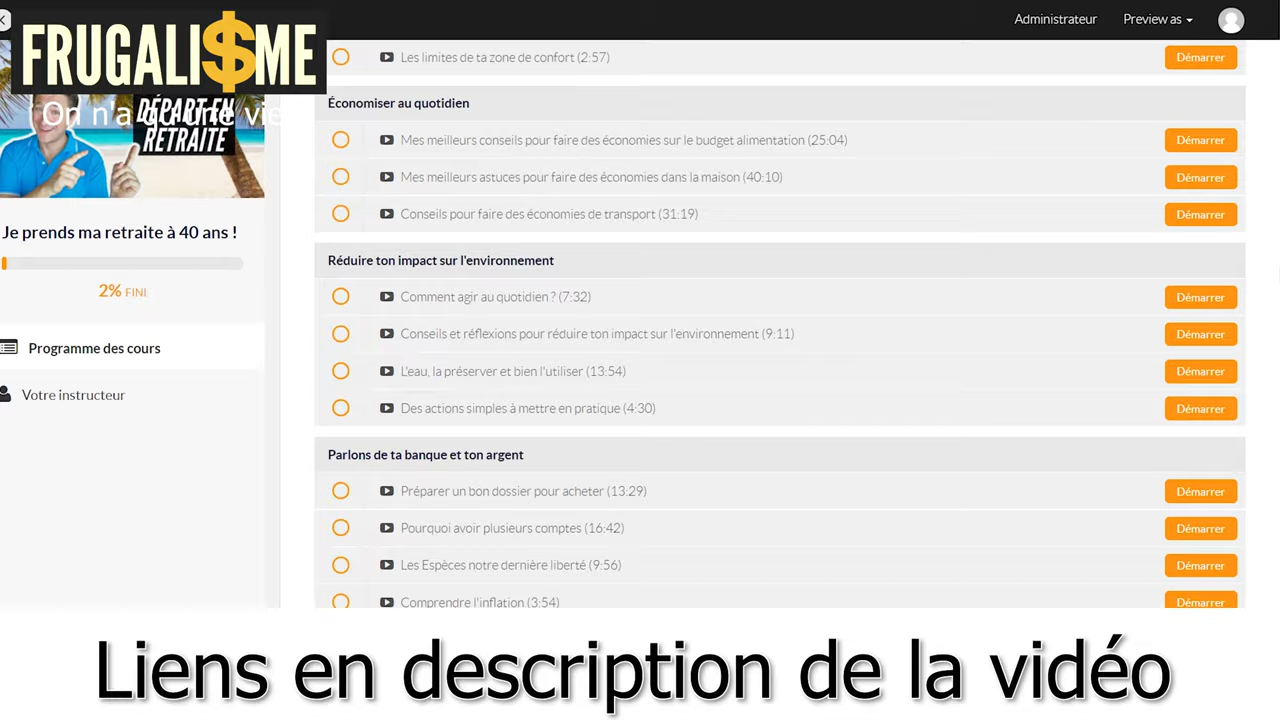 Administrateur
Preview as
FRUGALI$ME
On n'a qu'une vie
DÉPART EN
RETRAITE
Je prends ma retraite à 40 ans !
2% FINI
Programme des cours
Votre instructeur
Les limites de ta zone de confort (2:57)
Démarrer
Économiser au quotidien
Mes meilleurs conseils pour faire des économies sur le budget alimentation (25:04)
Démarrer
Mes meilleurs astuces pour faire des économies dans la maison (40:10)
Démarrer
Conseils pour faire des économies de transport (31:19)
Démarrer
Réduire ton impact sur l'environnement
Comment agir au quotidien ? (7:32)
Démarrer
Conseils et réflexions pour réduire ton impact sur l'environnement (9:11)
Démarrer
L'eau, la préserver et bien l'utiliser (13:54)
Démarrer
Des actions simples à mettre en pratique (4:30)
Démarrer
Parlons de ta banque et ton argent
Préparer un bon dossier pour acheter (13:29)
Démarrer
Pourquoi avoir plusieurs comptes (16:42)
Démarrer
Les Espèces notre dernière liberté (9:56)
Démarrer
Comprendre l'inflation (3:54)
Démarrer
Liens en description de la vidéo